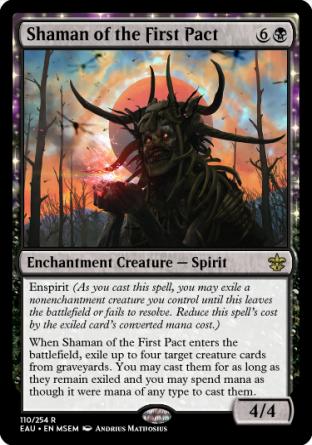 Shaman of the First Pact 6
Enchantment Creature — Spirit
Enspirit (As you cast this spell, you may exile a
nonenchantment creature you control until this leaves
the battlefield or fails to resolve. Reduce this spell's cost
by the exiled card's converted mana cost.)
When Shaman of the First Pact enters the
battlefield, exile up to four target creature cards
from graveyards. You may cast them for as long as
they remain exiled and you may spend mana as
though it were mana of any type to cast them.
4/4
110/254 R
EAU • EN MSEM Andrius Matijoshius